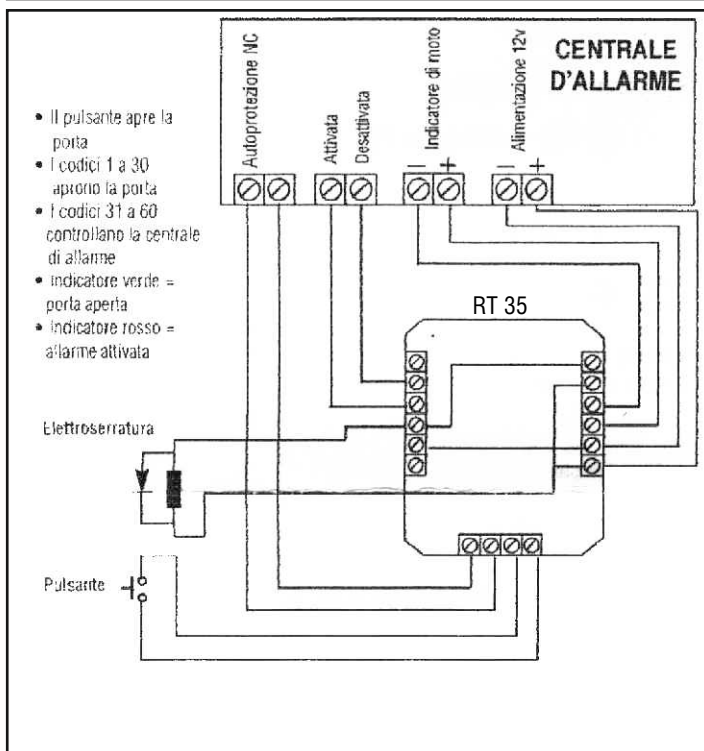 CENTRALE
D'ALLARME
Autoprotezione NC
Attivata
Desattivata
Indicatore di moto
Alimentazione 12v
− +
− +
• Il pulsante apre la
porta
• I codici 1 a 30
aprono la porta
• I codici 31 a 60
controllano la centrale
di allarme
• Indicatore verde =
porta aperta
• Indicatore rosso =
allarme attivata
RT 35
Elettroserratura
Pulsante